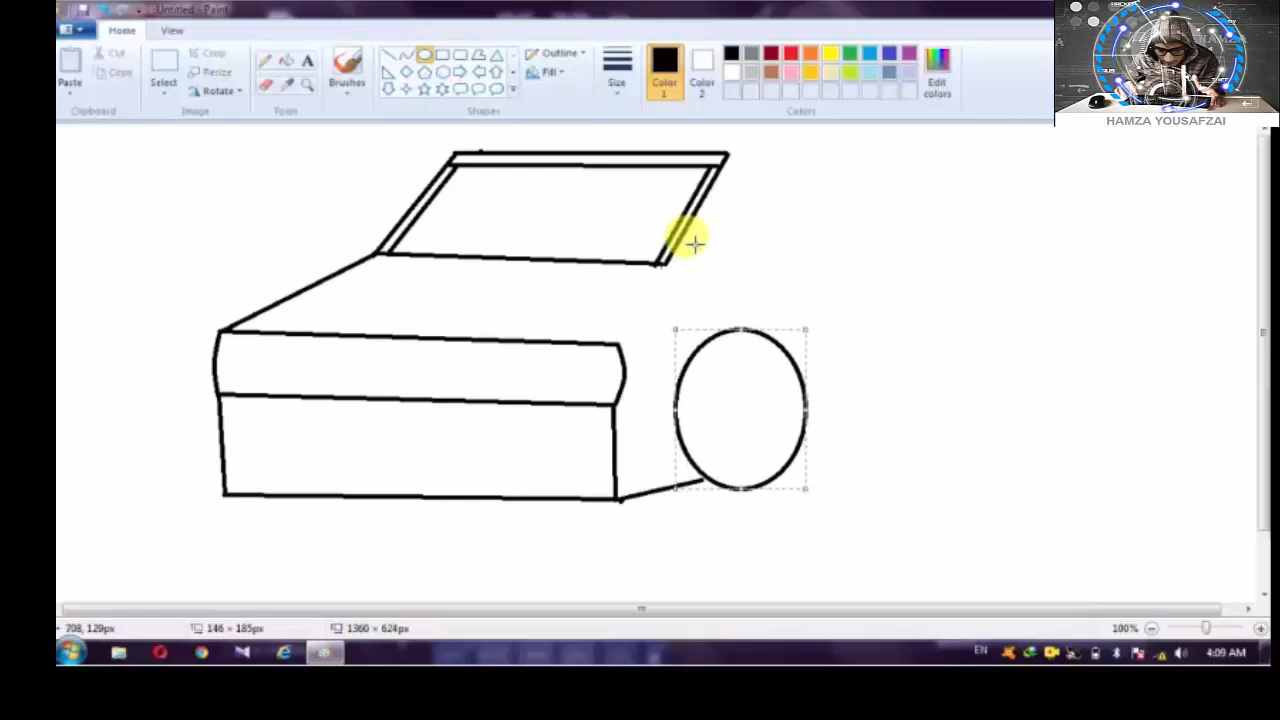 Untitled - Paint
Home View
Paste Cut Copy Clipboard
Select Crop Resize Rotate Image
A Tools
Brushes
Shapes
Outline Fill
Size
Color 1
Color 2
Edit colors
Colors
HAMZA YOUSAFZAI
708, 129px 146 × 185px 1360 × 624px 100%
EN 4:09 AM